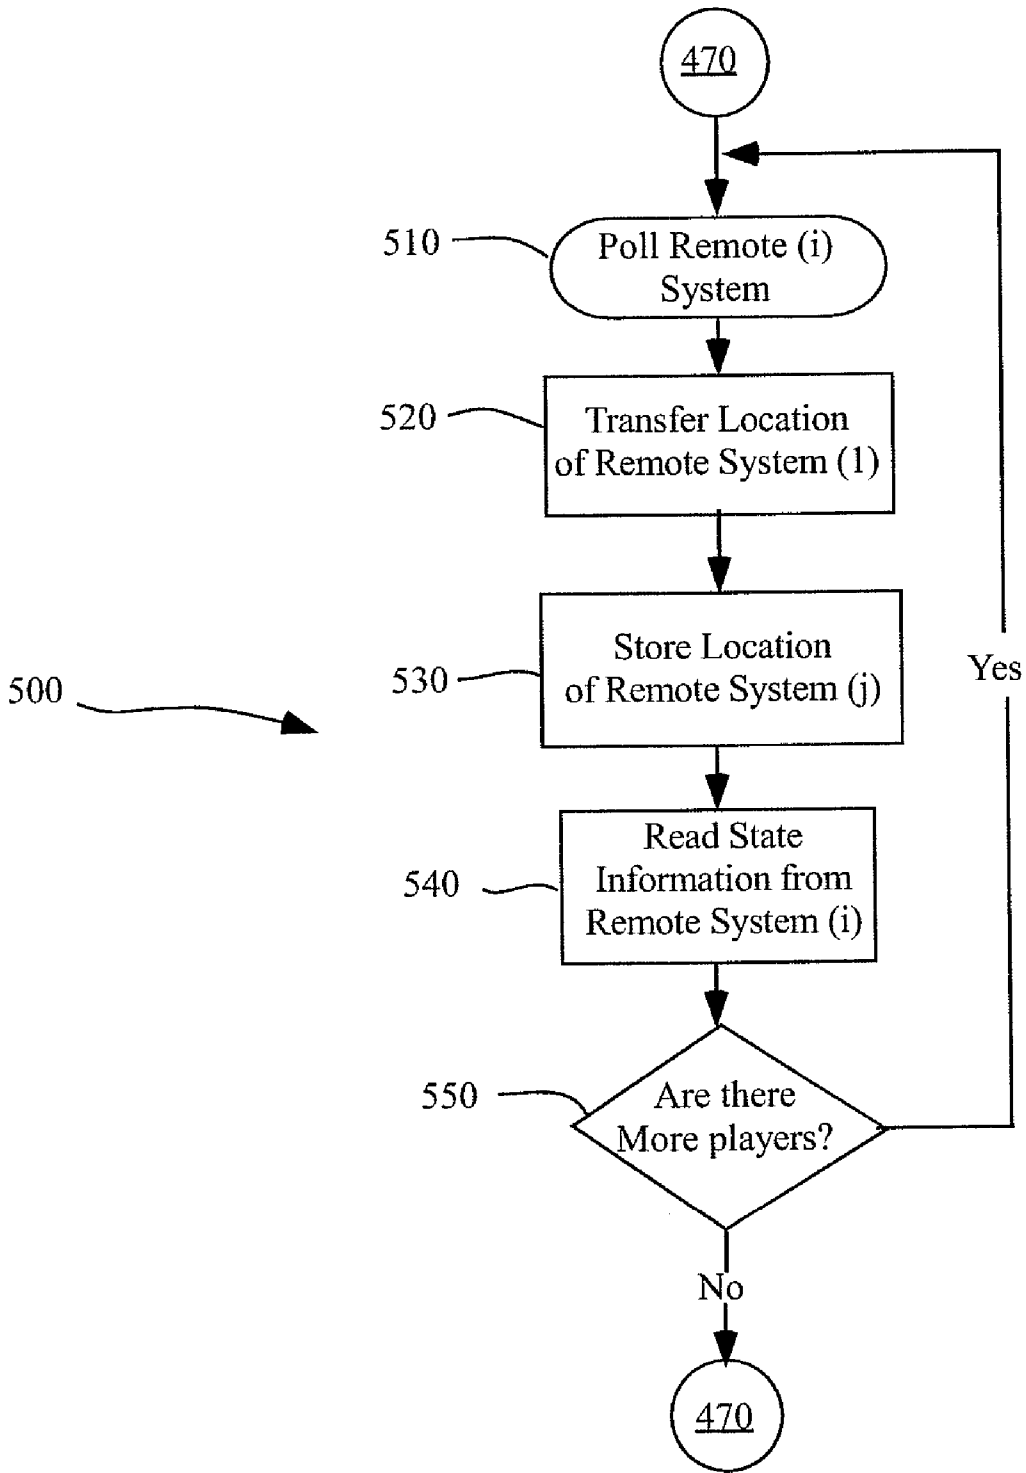 470
510
Poll Remote (i)
System
520
Transfer Location
of Remote System (1)
530
Store Location
of Remote System (j)
500
Yes
540
Read State
Information from
Remote System (i)
550
Are there
More players?
No
470